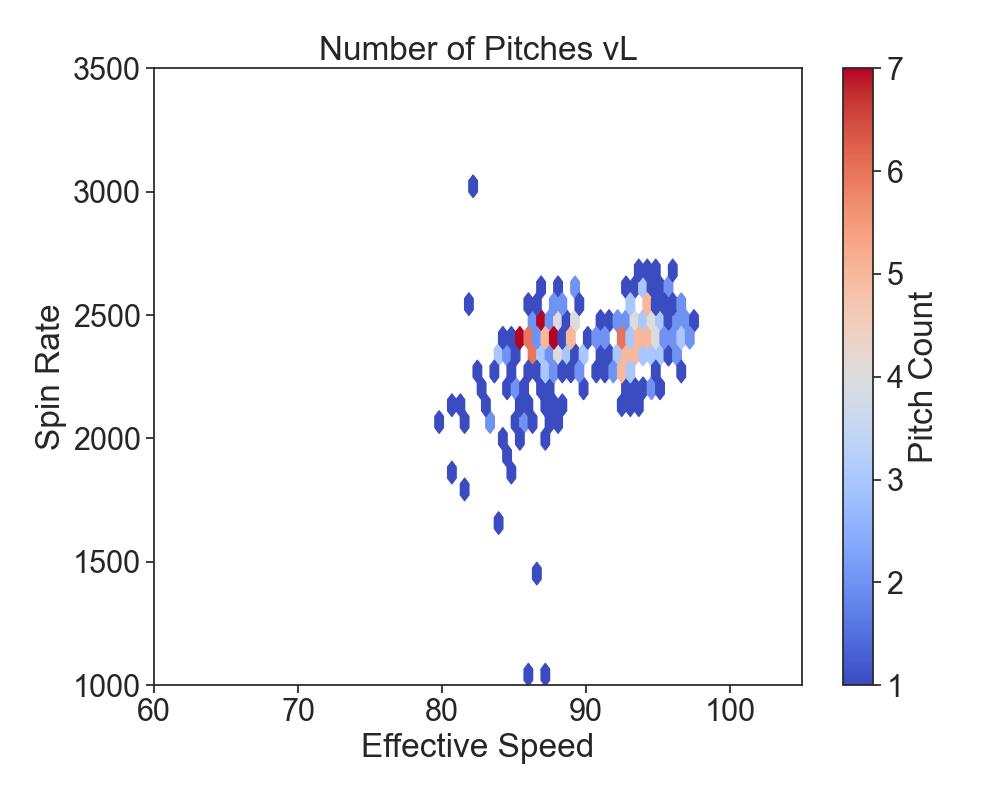 Number of Pitches vL
3500
3000
2500
2000
1500
1000
Spin Rate
60 70 80 90 100
Effective Speed
7
6
5
4
3
2
1
Pitch Count